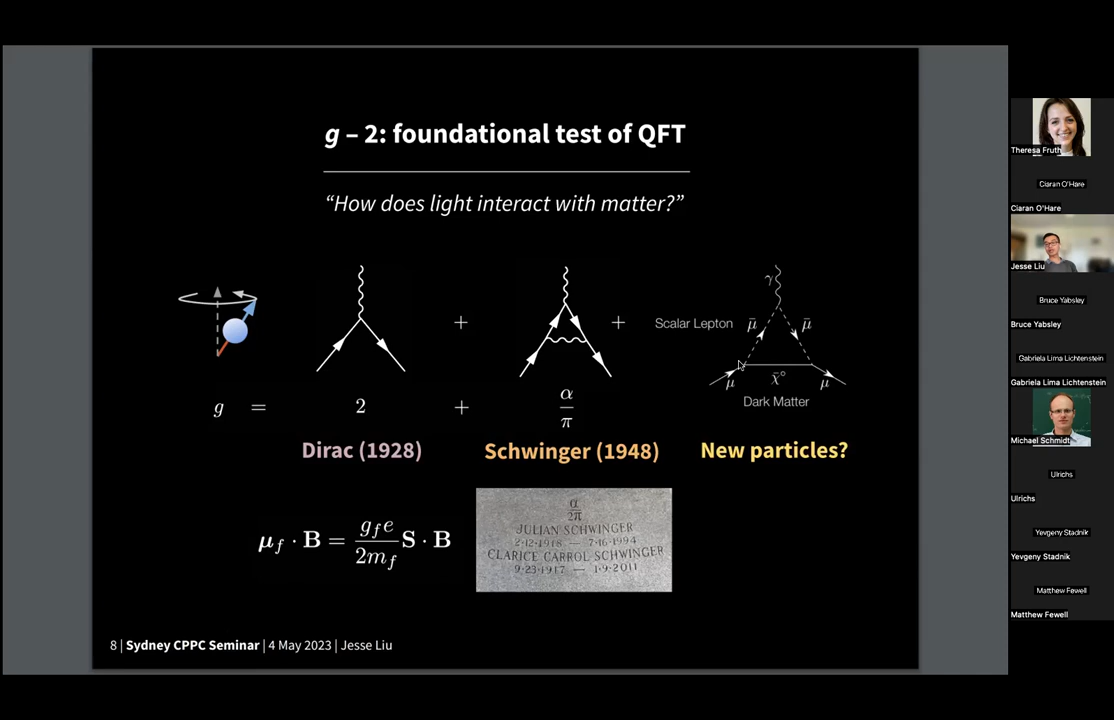 g – 2: foundational test of QFT
“How does light interact with matter?”
+
+
Scalar Lepton
γ
μ̃
μ̃
μ
χ̃°
μ
Dark Matter
g = 2 + α/π
Dirac (1928)
Schwinger (1948)
New particles?
μ_f · B = g_f e / 2m_f S · B
α
2π
JULIAN SCHWINGER
2·12·1918 — 7·16·1994
CLARICE CARROL SCHWINGER
9·23·1917 — 1·9·2011
8 | Sydney CPPC Seminar | 4 May 2023 | Jesse Liu
Theresa Fruth
Ciaran O'Hare
Ciaran O'Hare
Jesse Liu
Bruce Yabsley
Bruce Yabsley
Gabriela Lima Lichtenstein
Gabriela Lima Lichtenstein
Michael Schmidt
Ulrichs
Ulrichs
Yevgeny Stadnik
Yevgeny Stadnik
Matthew Fewell
Matthew Fewell